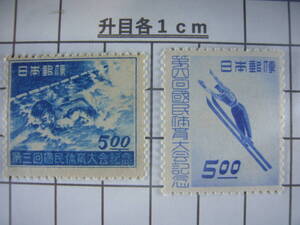 升目各1cm
日本郵便
5.00
第三回國民体育大会記念
日本郵便
第四回國民体育大会記念
5.00